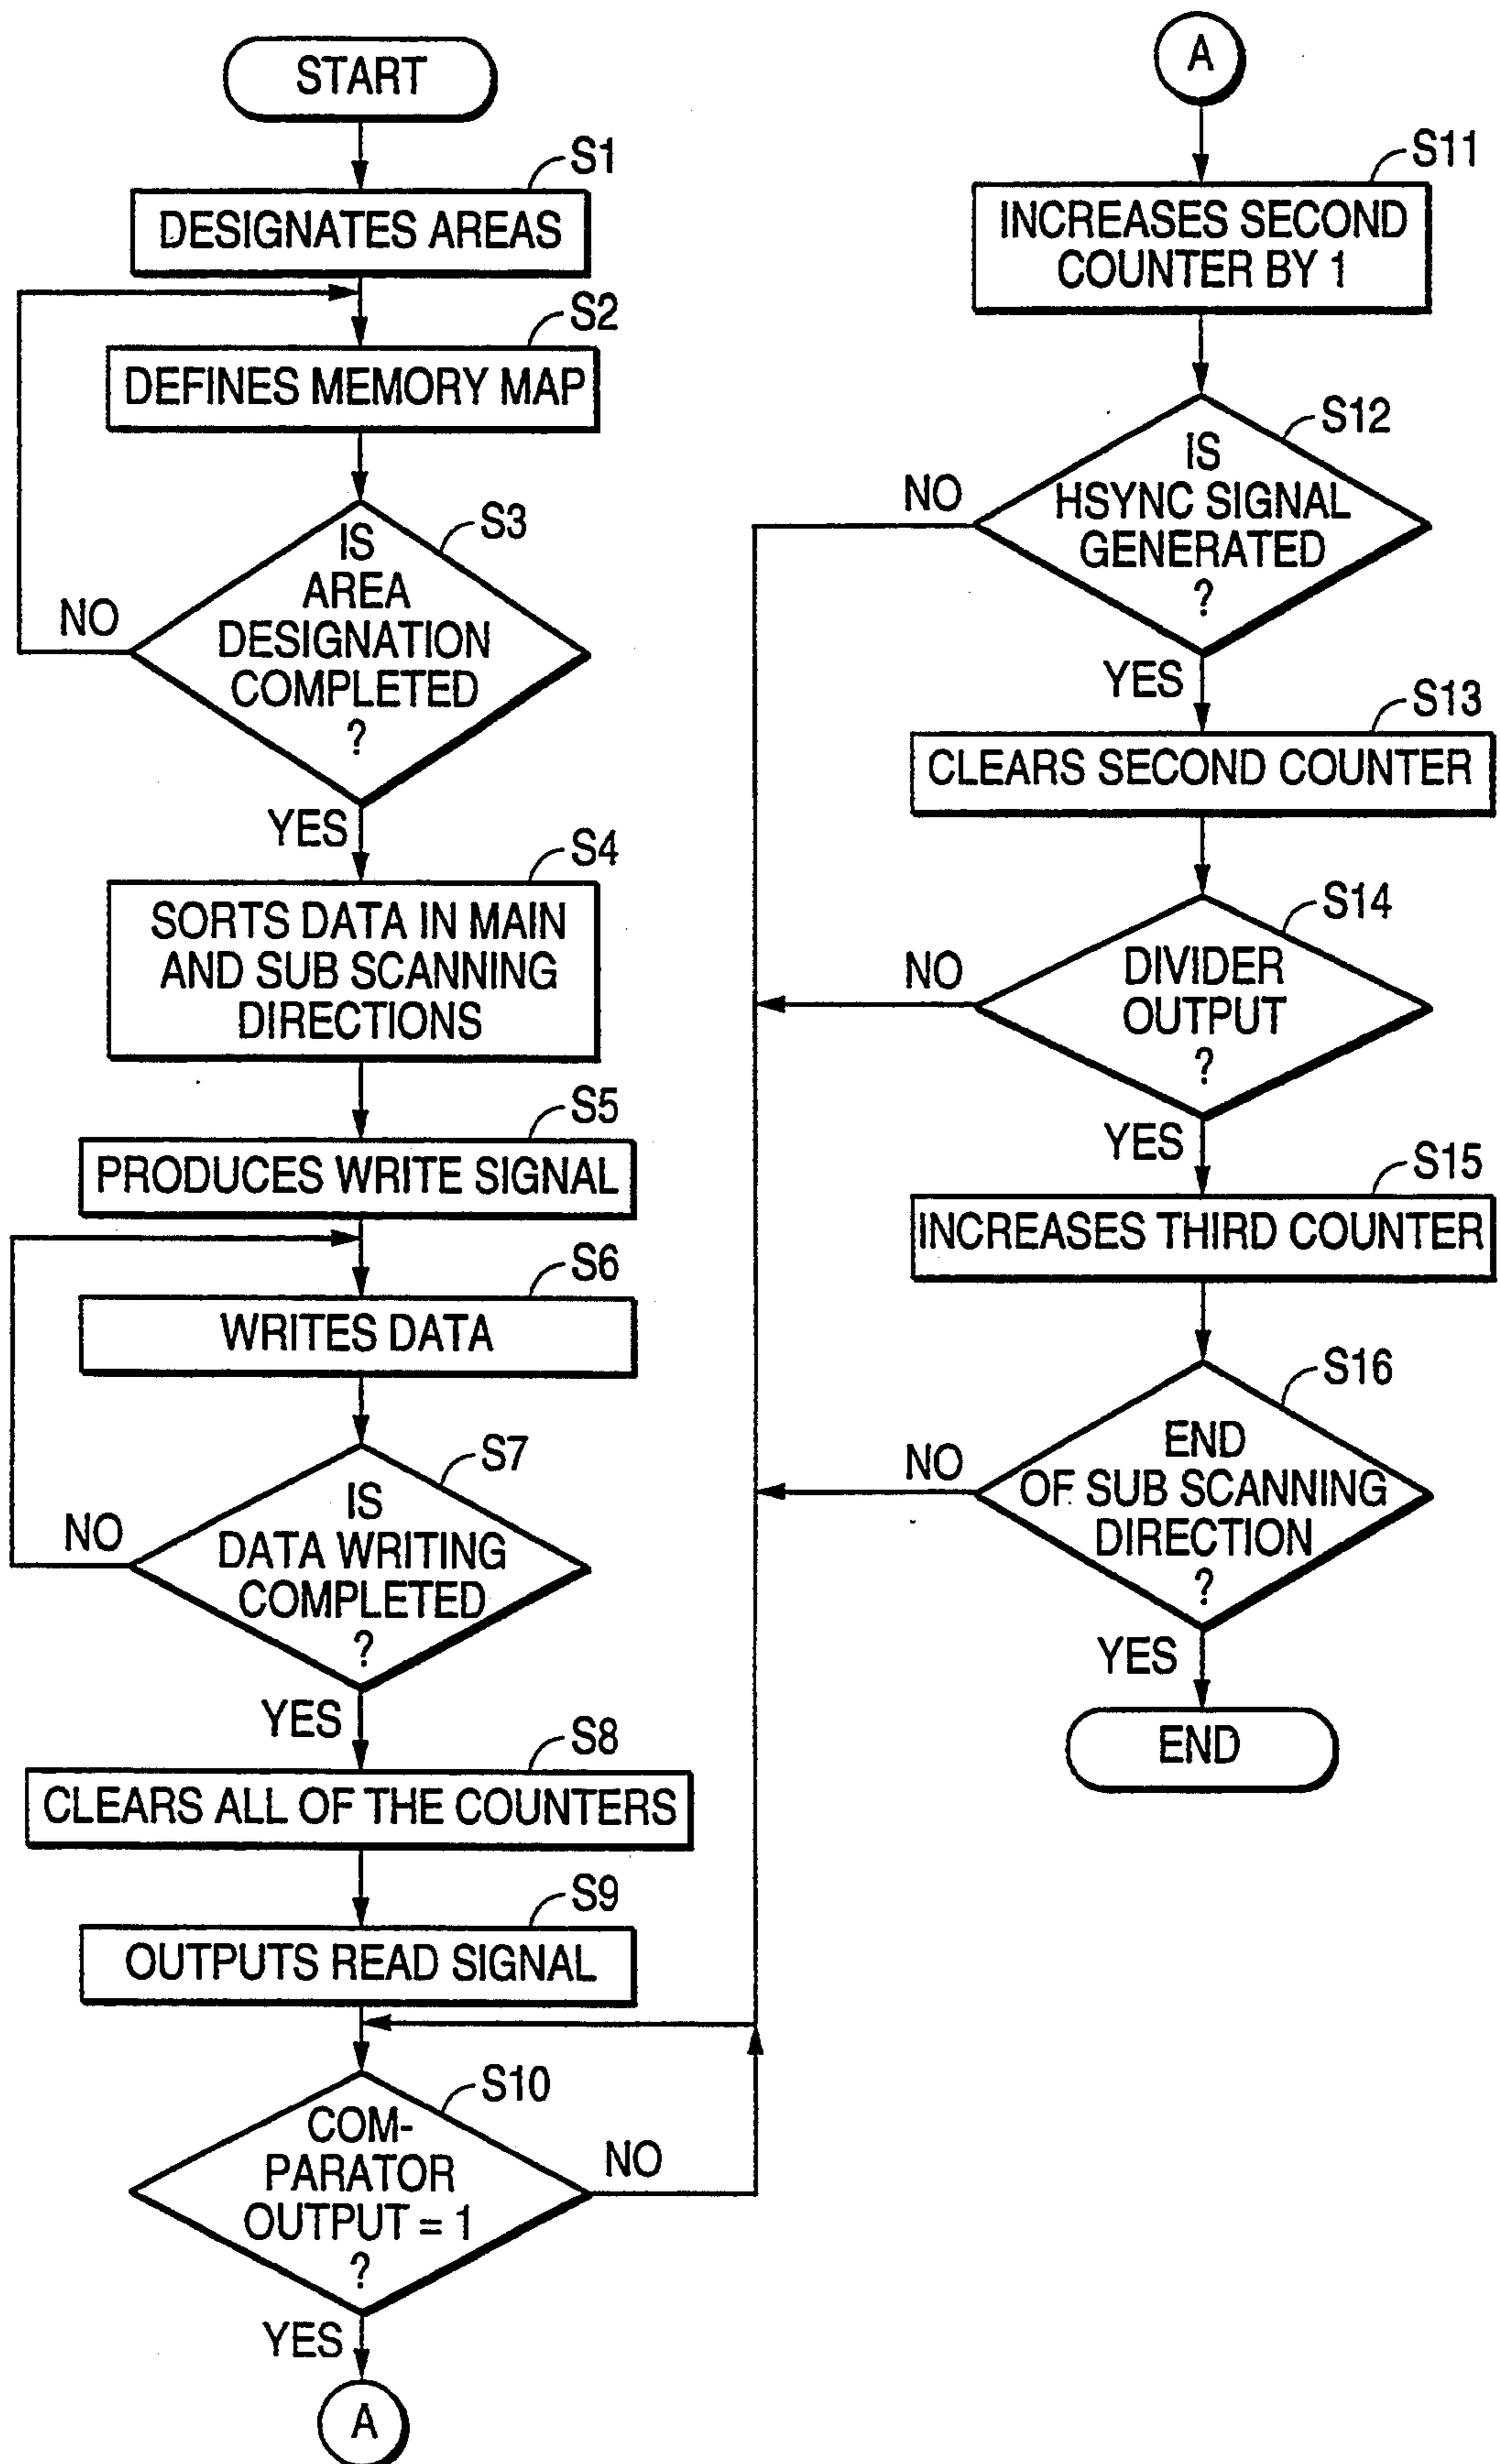 START
S1
DESIGNATES AREAS
S2
DEFINES MEMORY MAP
S3
IS
AREA
DESIGNATION
COMPLETED
?
NO
YES
S4
SORTS DATA IN MAIN
AND SUB SCANNING
DIRECTIONS
S5
PRODUCES WRITE SIGNAL
S6
WRITES DATA
S7
IS
DATA WRITING
COMPLETED
?
NO
YES
S8
CLEARS ALL OF THE COUNTERS
S9
OUTPUTS READ SIGNAL
S10
COM-
PARATOR
OUTPUT = 1
?
NO
YES
A
A
S11
INCREASES SECOND
COUNTER BY 1
S12
IS
HSYNC SIGNAL
GENERATED
?
NO
YES
S13
CLEARS SECOND COUNTER
S14
DIVIDER
OUTPUT
?
NO
YES
S15
INCREASES THIRD COUNTER
S16
END
OF SUB SCANNING
DIRECTION
?
NO
YES
END